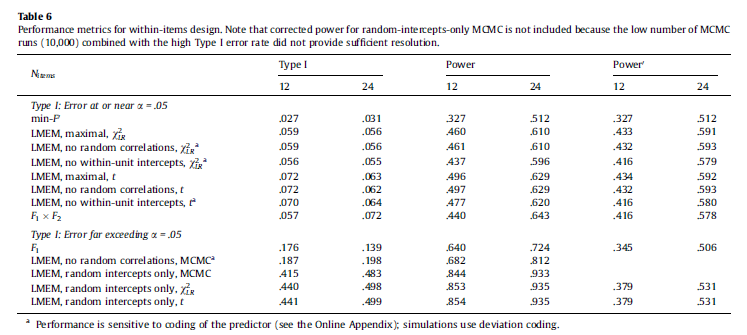 Table 6
Performance metrics for within-items design. Note that corrected power for random-intercepts-only MCMC is not included because the low number of MCMC
runs (10,000) combined with the high Type I error rate did not provide sufficient resolution.
N_items Type I Power Power′
12 24 12 24 12 24
Type I: Error at or near α = .05
min-F′ .027 .031 .327 .512 .327 .512
LMEM, maximal, χ²_LR .059 .056 .460 .610 .433 .591
LMEM, no random correlations, χ²_LR ᵃ .059 .056 .461 .610 .432 .593
LMEM, no within-unit intercepts, χ²_LR ᵃ .056 .055 .437 .596 .416 .579
LMEM, maximal, t .072 .063 .496 .629 .434 .592
LMEM, no random correlations, t .072 .062 .497 .629 .432 .593
LMEM, no within-unit intercepts, tᵃ .070 .064 .477 .620 .416 .580
F₁ × F₂ .057 .072 .440 .643 .416 .578
Type I: Error far exceeding α = .05
F₁ .176 .139 .640 .724 .345 .506
LMEM, no random correlations, MCMCᵃ .187 .198 .682 .812
LMEM, random intercepts only, MCMC .415 .483 .844 .933
LMEM, random intercepts only, χ²_LR .440 .498 .853 .935 .379 .531
LMEM, random intercepts only, t .441 .499 .854 .935 .379 .531
ᵃ Performance is sensitive to coding of the predictor (see the Online Appendix); simulations use deviation coding.